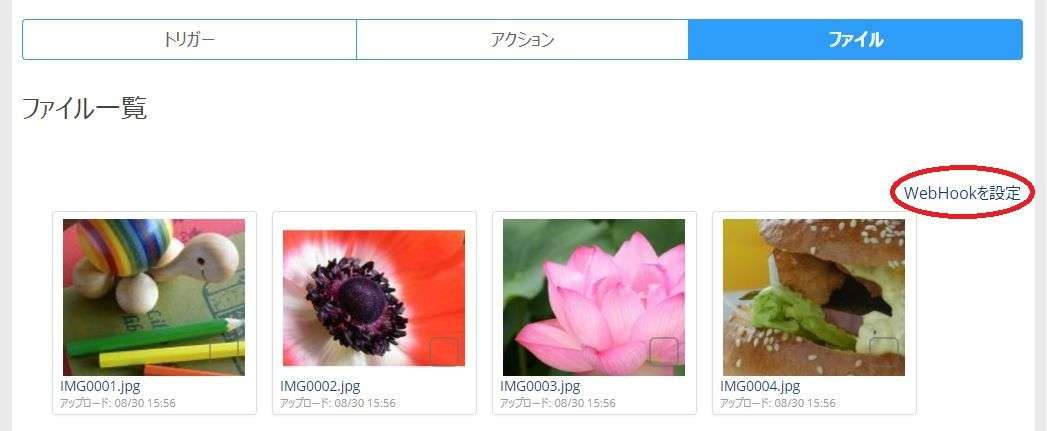 トリガー
アクション
ファイル
ファイル一覧
WebHookを設定
IMG0001.jpg
アップロード: 08/30 15:56
IMG0002.jpg
アップロード: 08/30 15:56
IMG0003.jpg
アップロード: 08/30 15:56
IMG0004.jpg
アップロード: 08/30 15:56